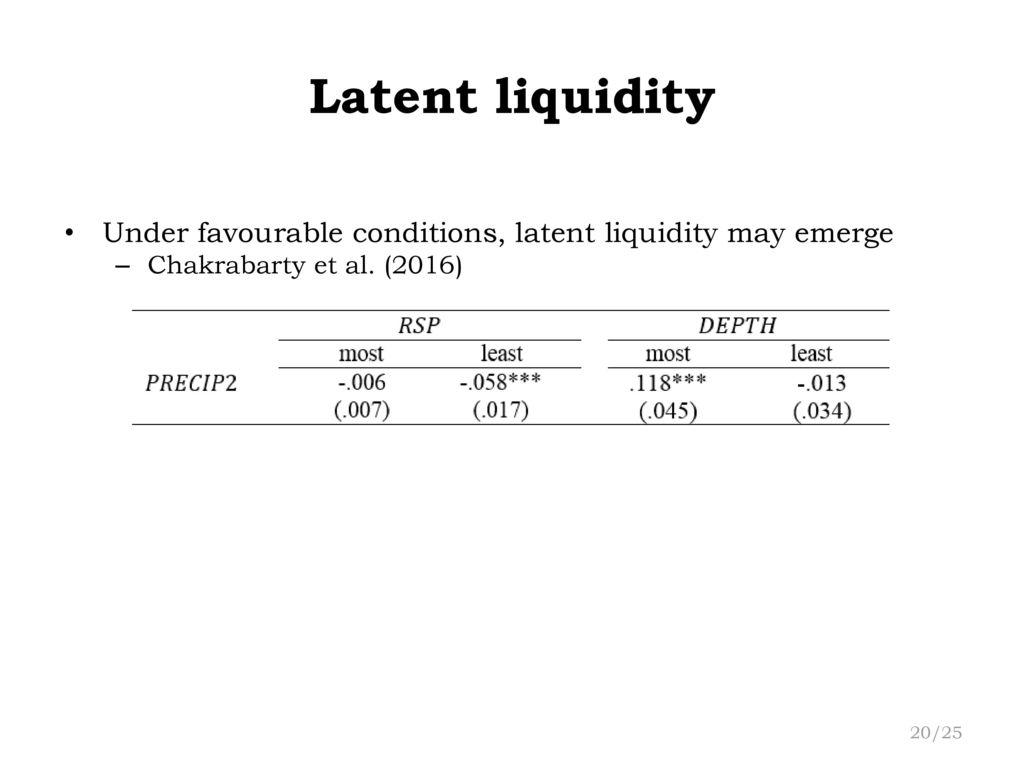 Latent liquidity
• Under favourable conditions, latent liquidity may emerge
– Chakrabarty et al. (2016)
RSP DEPTH
most least most least
PRECIP2 -.006 -.058*** .118*** -.013
(.007) (.017) (.045) (.034)
20/25